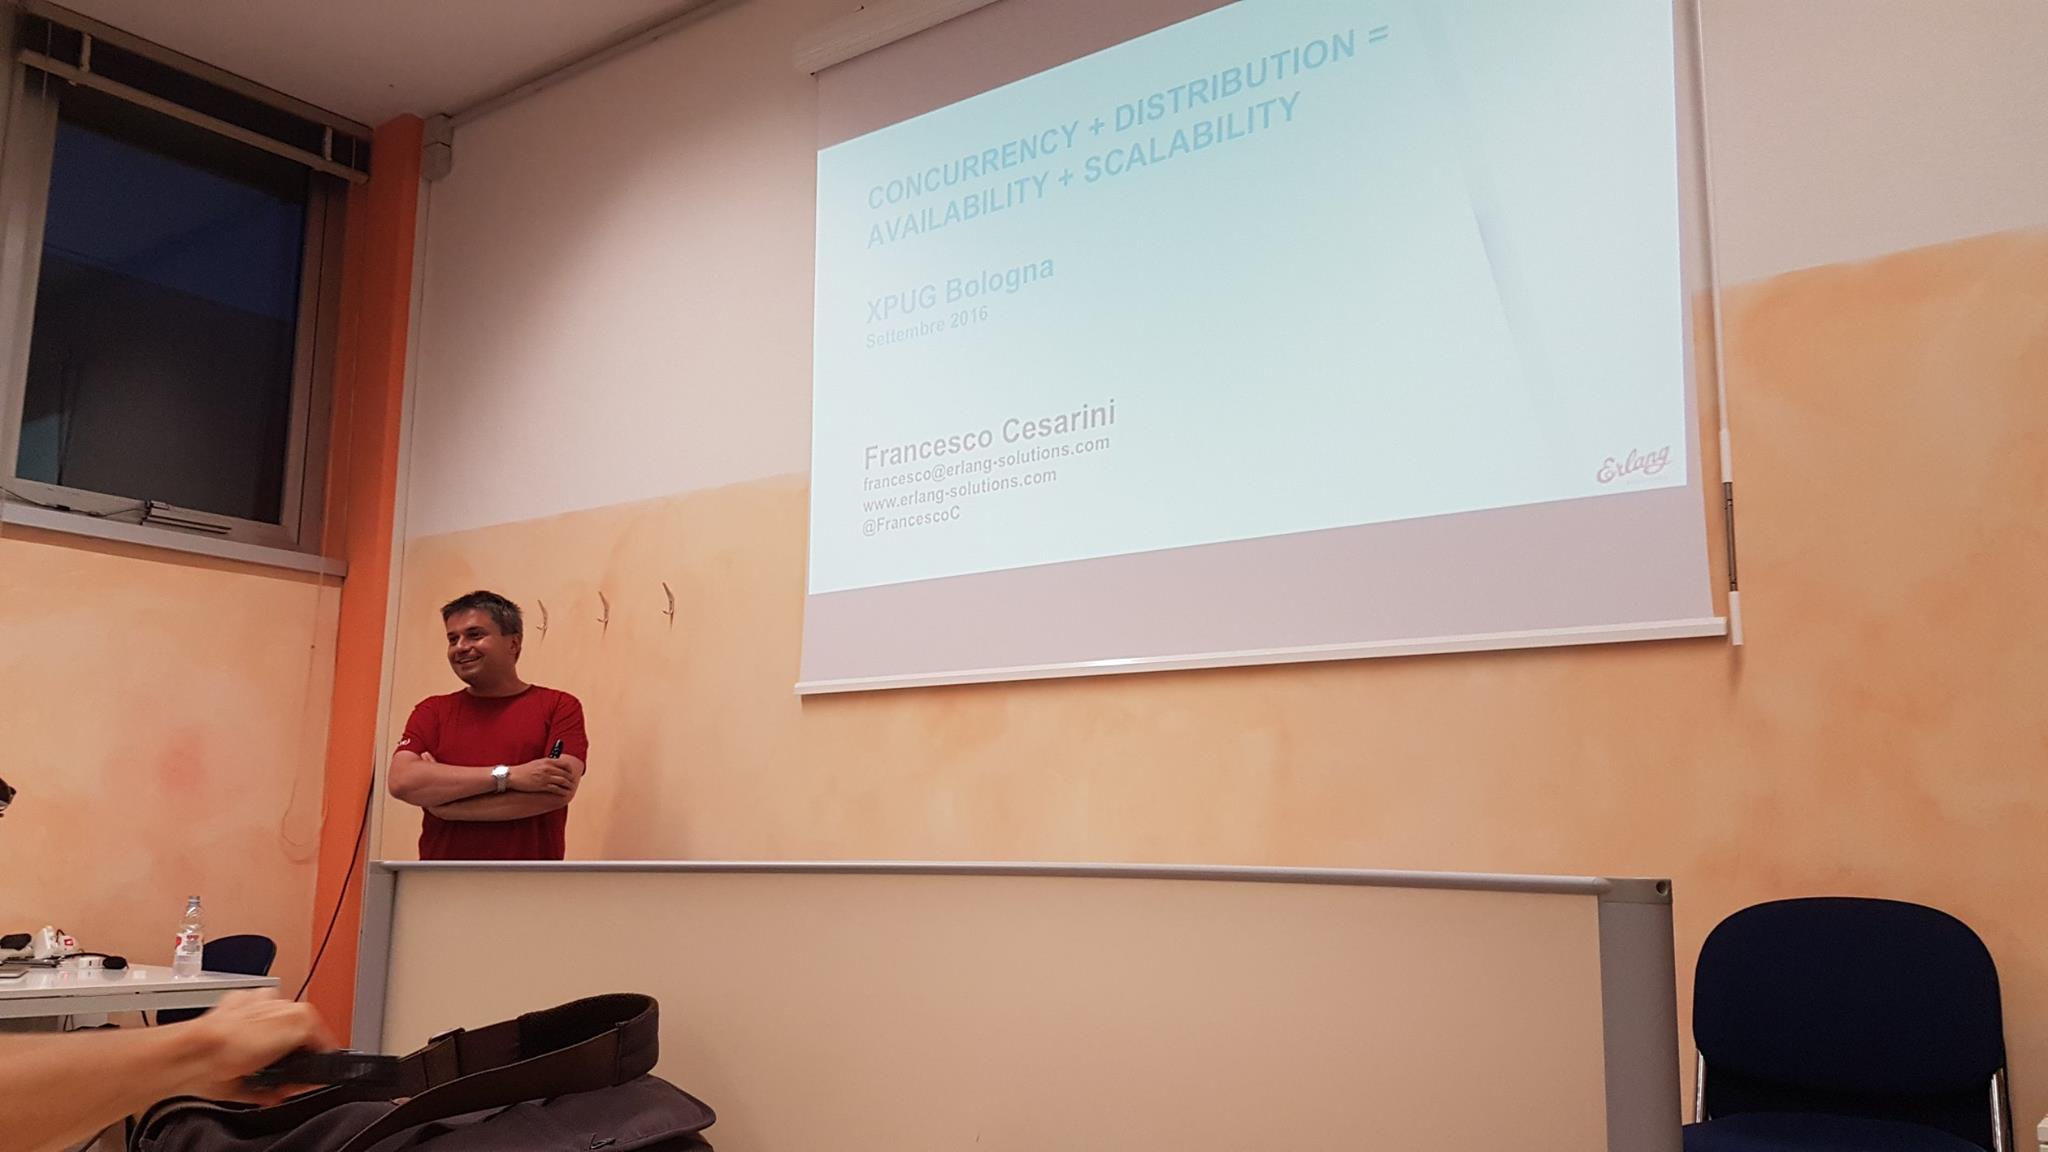 CONCURRENCY + DISTRIBUTION =
AVAILABILITY + SCALABILITY
XPUG Bologna
Settembre 2016
Francesco Cesarini
francesco@erlang-solutions.com
www.erlang-solutions.com
@FrancescoC
Erlang